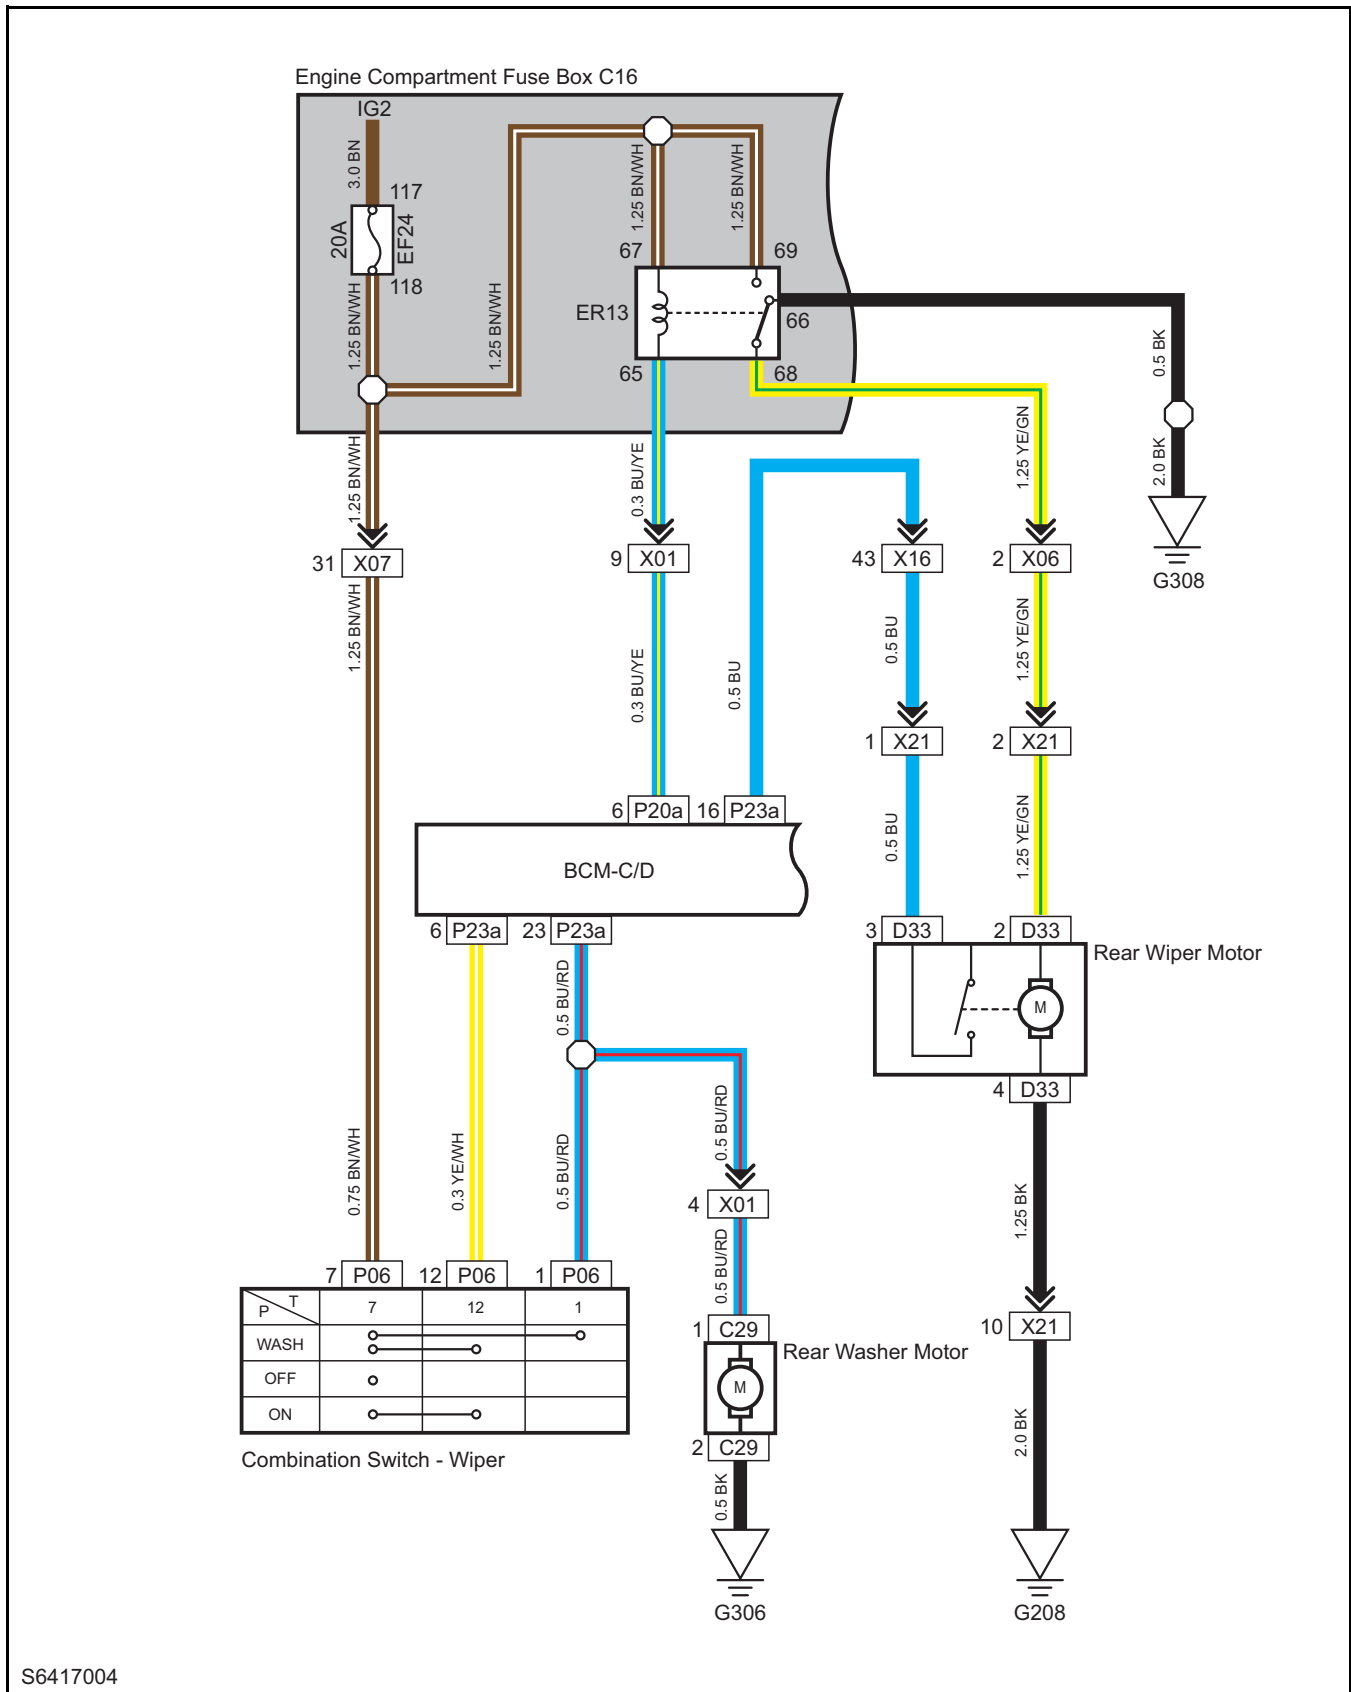 Engine Compartment Fuse Box C16
IG2
3.0 BN
117
20A
EF24
118
1.25 BN/WH
1.25 BN/WH
1.25 BN/WH
1.25 BN/WH
67
69
ER13
66
65
68
0.5 BK
2.0 BK
G308
1.25 BN/WH
0.3 BU/YE
1.25 YE/GN
31 X07
9 X01
43 X16
2 X06
1.25 BN/WH
0.3 BU/YE
0.5 BU
0.5 BU
1.25 YE/GN
1 X21
2 X21
6 P20a
16 P23a
0.5 BU
1.25 YE/GN
BCM-C/D
6 P23a
23 P23a
3 D33
2 D33
Rear Wiper Motor
M
0.5 BU/RD
4 D33
0.75 BN/WH
0.3 YE/WH
0.5 BU/RD
0.5 BU/RD
1.25 BK
4 X01
0.5 BU/RD
7 P06
12 P06
1 P06
P T 7 12 1
WASH
OFF
ON
Combination Switch - Wiper
1 C29
Rear Washer Motor
M
2 C29
0.5 BK
G306
10 X21
2.0 BK
G208
S6417004